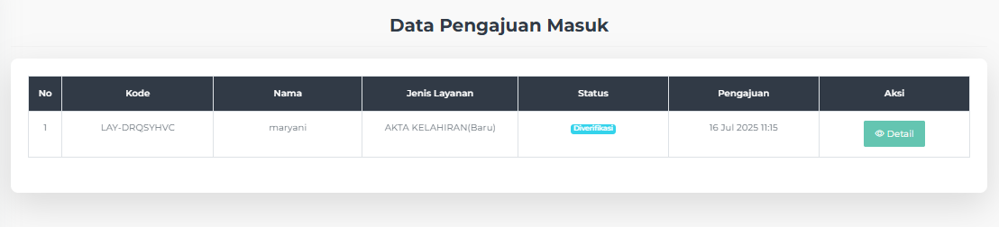 Data Pengajuan Masuk
No Kode Nama Jenis Layanan Status Pengajuan Aksi
1 LAY-DRQSYHVC maryani AKTA KELAHIRAN(Baru) Diverifikasi 16 Jul 2025 11:15 Detail